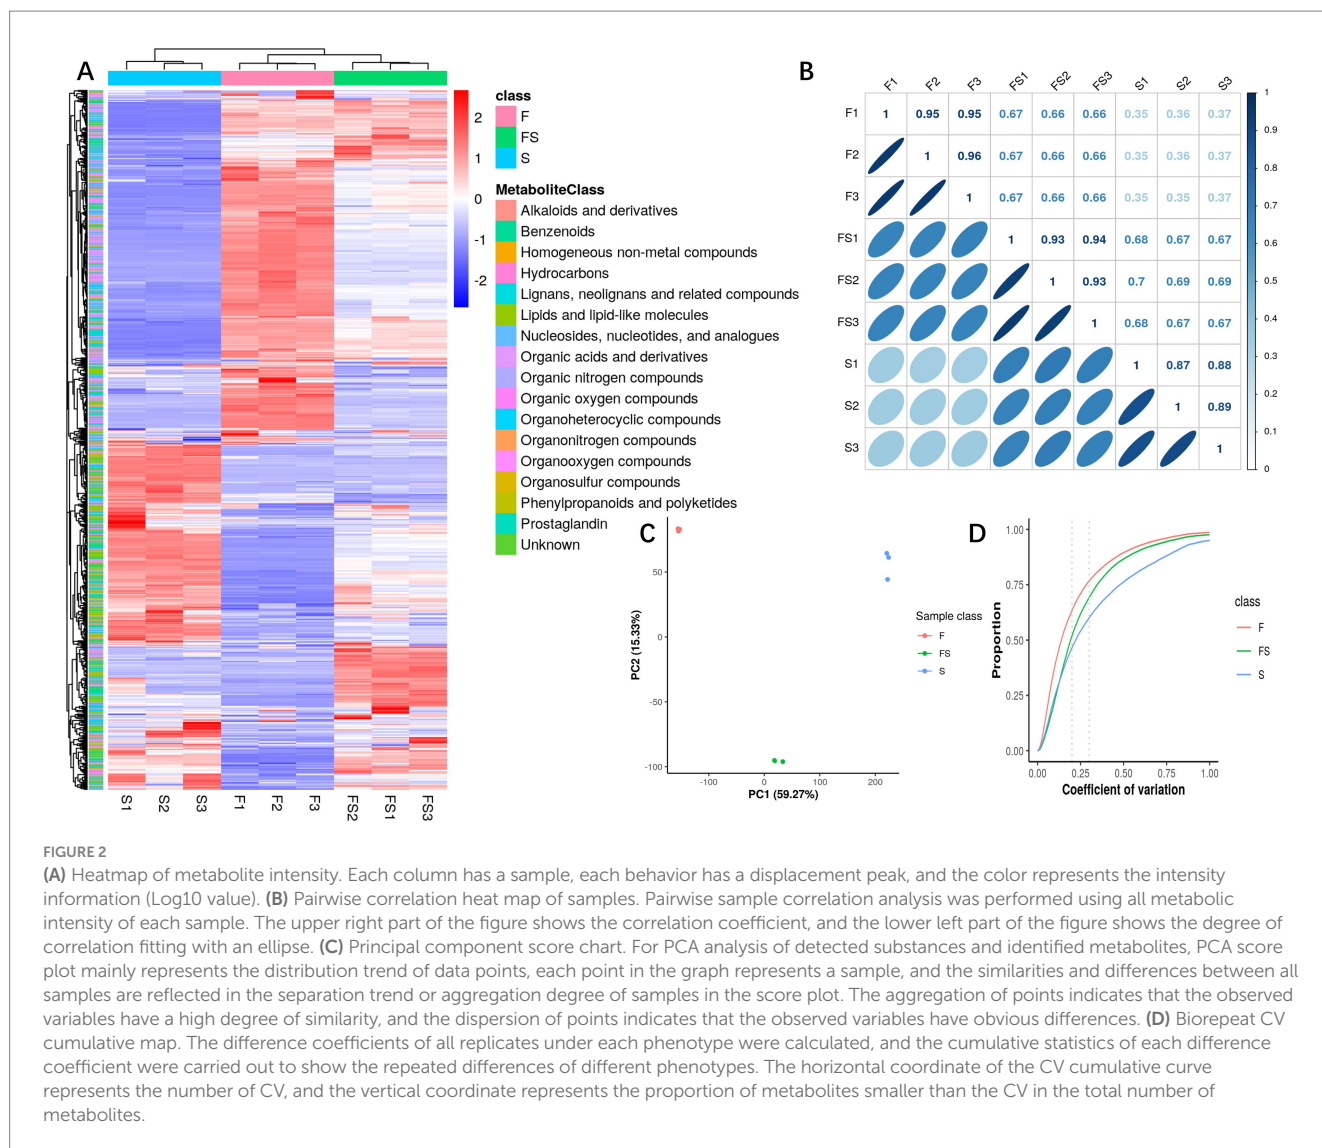 A
class
F
FS
S
2
1
0
-1
-2
MetaboliteClass
Alkaloids and derivatives
Benzenoids
Homogeneous non-metal compounds
Hydrocarbons
Lignans, neolignans and related compounds
Lipids and lipid-like molecules
Nucleosides, nucleotides, and analogues
Organic acids and derivatives
Organic nitrogen compounds
Organic oxygen compounds
Organoheterocyclic compounds
Organonitrogen compounds
Organooxygen compounds
Organosulfur compounds
Phenylpropanoids and polyketides
Prostaglandin
Unknown
S1 S2 S3 F1 F2 F3 FS2 FS1 FS3
B
F1 F2 F3 FS1 FS2 FS3 S1 S2 S3
F1 1 0.95 0.95 0.67 0.66 0.66 0.35 0.36 0.37
F2 1 0.96 0.67 0.66 0.66 0.35 0.36 0.37
F3 1 0.67 0.66 0.66 0.35 0.35 0.37
FS1 1 0.93 0.94 0.68 0.67 0.67
FS2 1 0.93 0.7 0.69 0.69
FS3 1 0.68 0.67 0.67
S1 1 0.87 0.88
S2 1 0.89
S3 1
1
0.9
0.8
0.7
0.6
0.5
0.4
0.3
0.2
0.1
0
C
PC2 (15.33%)
50
0
-50
-100
-100 0 100 200
PC1 (59.27%)
Sample class
F
FS
S
D
Proportion
1.00
0.75
0.50
0.25
0.00
0.00 0.25 0.50 0.75 1.00
Coefficient of variation
class
F
FS
S
FIGURE 2
(A) Heatmap of metabolite intensity. Each column has a sample, each behavior has a displacement peak, and the color represents the intensity
information (Log10 value). (B) Pairwise correlation heat map of samples. Pairwise sample correlation analysis was performed using all metabolic
intensity of each sample. The upper right part of the figure shows the correlation coefficient, and the lower left part of the figure shows the degree of
correlation fitting with an ellipse. (C) Principal component score chart. For PCA analysis of detected substances and identified metabolites, PCA score
plot mainly represents the distribution trend of data points, each point in the graph represents a sample, and the similarities and differences between all
samples are reflected in the separation trend or aggregation degree of samples in the score plot. The aggregation of points indicates that the observed
variables have a high degree of similarity, and the dispersion of points indicates that the observed variables have obvious differences. (D) Biorepeat CV
cumulative map. The difference coefficients of all replicates under each phenotype were calculated, and the cumulative statistics of each difference
coefficient were carried out to show the repeated differences of different phenotypes. The horizontal coordinate of the CV cumulative curve
represents the number of CV, and the vertical coordinate represents the proportion of metabolites smaller than the CV in the total number of
metabolites.